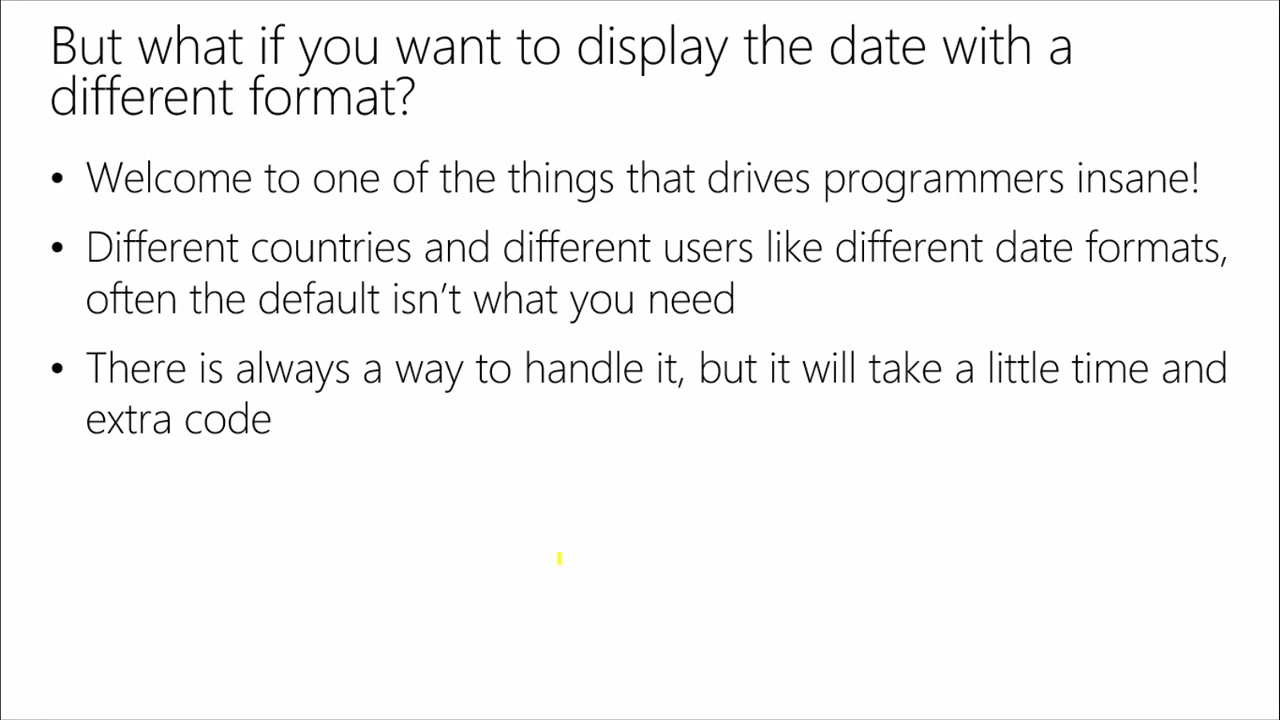 But what if you want to display the date with a
different format?
• Welcome to one of the things that drives programmers insane!
• Different countries and different users like different date formats,
often the default isn’t what you need
• There is always a way to handle it, but it will take a little time and
extra code